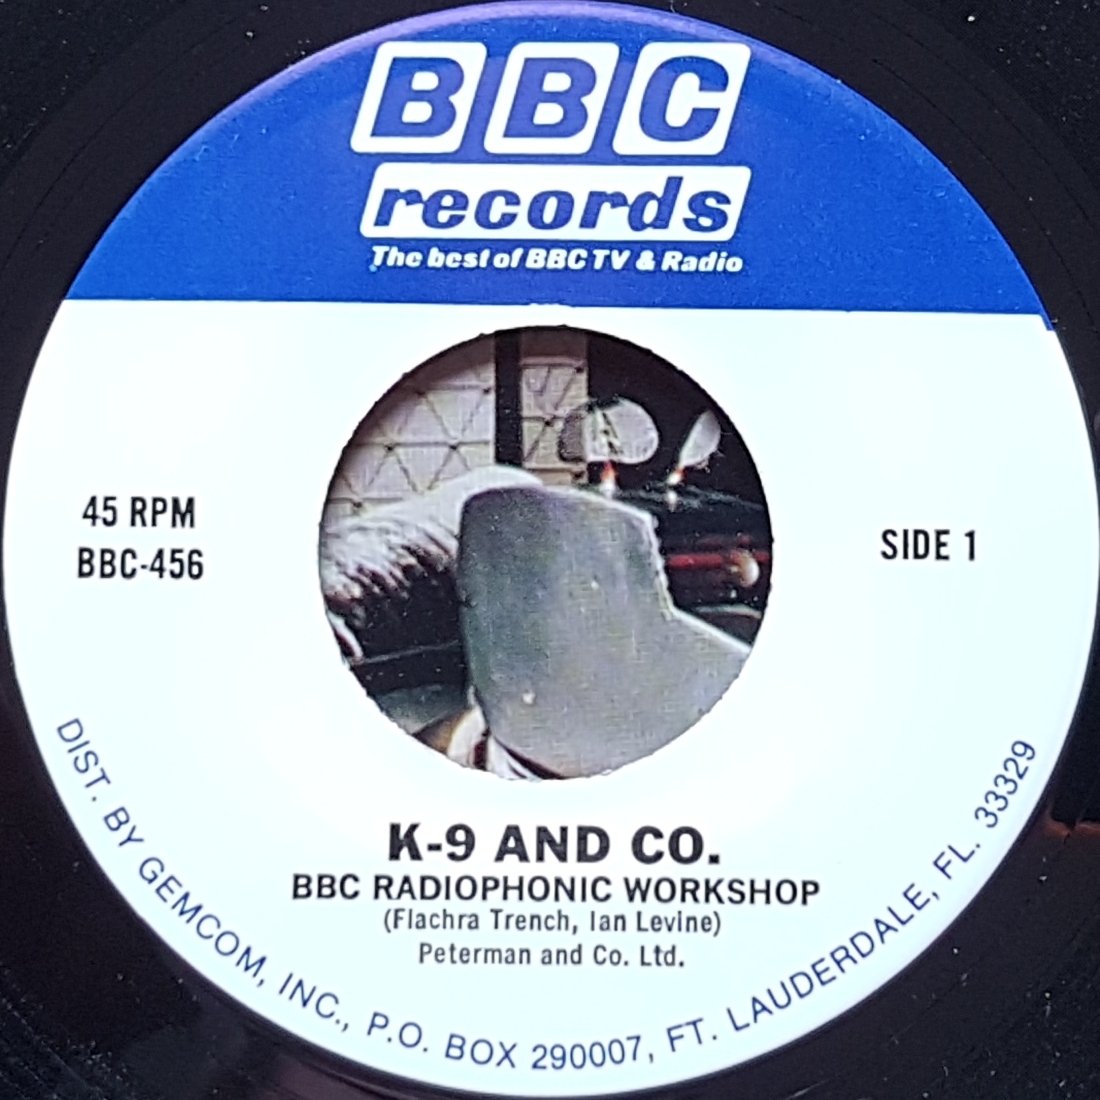 BBC
records
The best of BBC TV & Radio
45 RPM
BBC-456
SIDE 1
K-9 AND CO.
BBC RADIOPHONIC WORKSHOP
(Flachra Trench, Ian Levine)
Peterman and Co. Ltd.
DIST. BY GEMCOM, INC., P.O. BOX 290007, FT. LAUDERDALE, FL. 33329